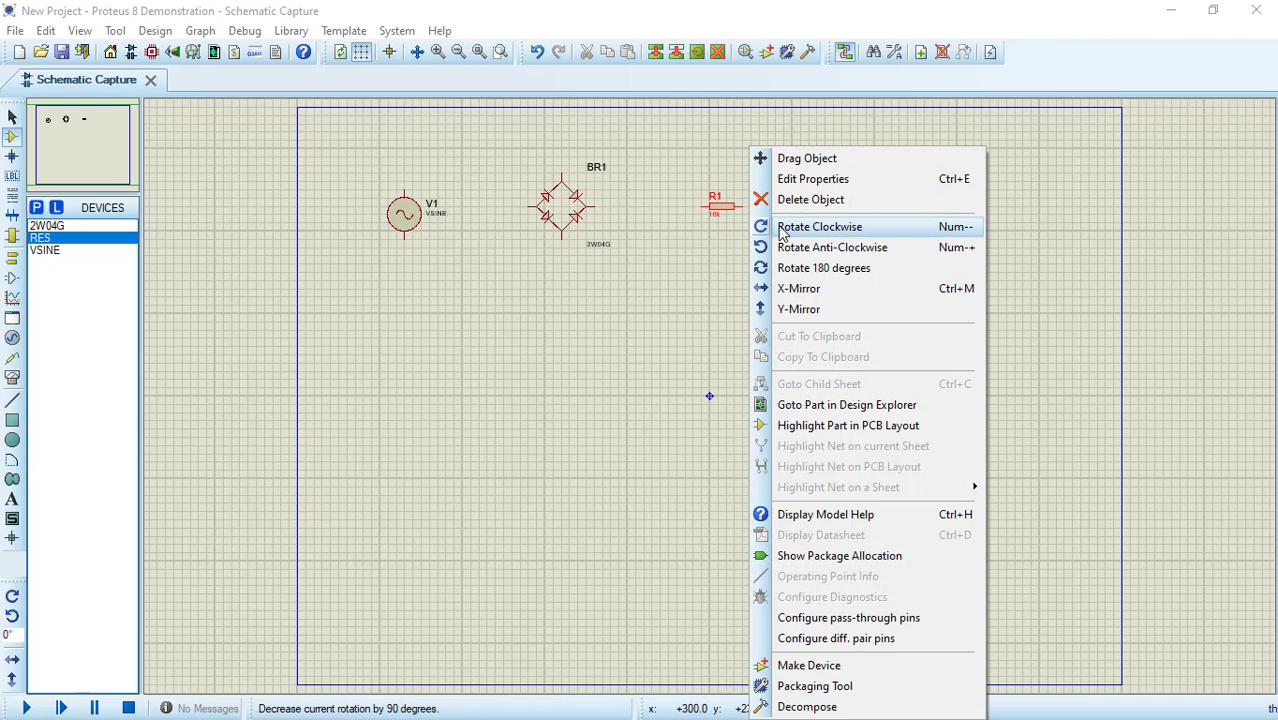 New Project - Proteus 8 Demonstration - Schematic Capture
File Edit View Tool Design Graph Debug Library Template System Help
Schematic Capture
P L DEVICES
2W04G
RES
VSINE
LBL
A
S
0°
V1
VSINE
BR1
2W04G
R1
10k
Drag Object
Edit Properties Ctrl+E
Delete Object
Rotate Clockwise Num--
Rotate Anti-Clockwise Num-+
Rotate 180 degrees
X-Mirror Ctrl+M
Y-Mirror
Cut To Clipboard
Copy To Clipboard
Goto Child Sheet Ctrl+C
Goto Part in Design Explorer
Highlight Part in PCB Layout
Highlight Net on current Sheet
Highlight Net on PCB Layout
Highlight Net on a Sheet
Display Model Help Ctrl+H
Display Datasheet Ctrl+D
Show Package Allocation
Operating Point Info
Configure Diagnostics
Configure pass-through pins
Configure diff. pair pins
Make Device
Packaging Tool
Decompose
No Messages Decrease current rotation by 90 degrees. x: +300.0 y: th